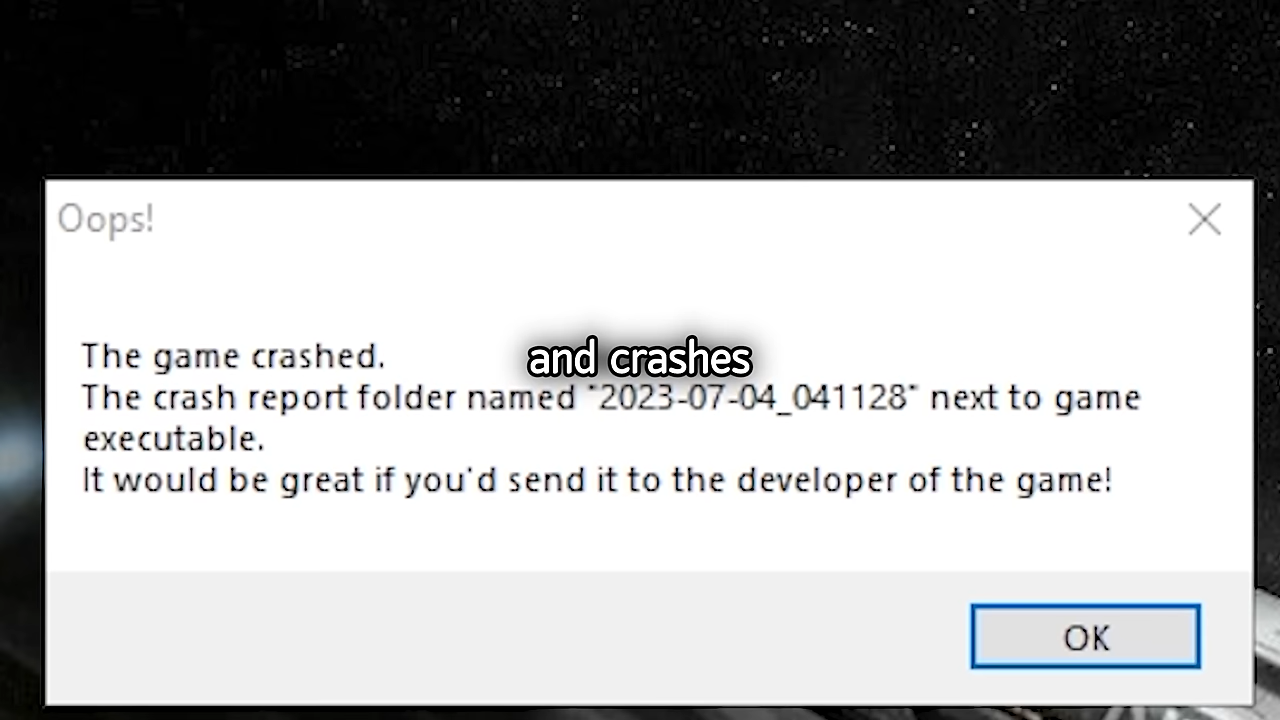 Oops!
The game crashed.
and crashes
The crash report folder named "2023-07-04_041128" next to game
executable.
It would be great if you'd send it to the developer of the game!
OK